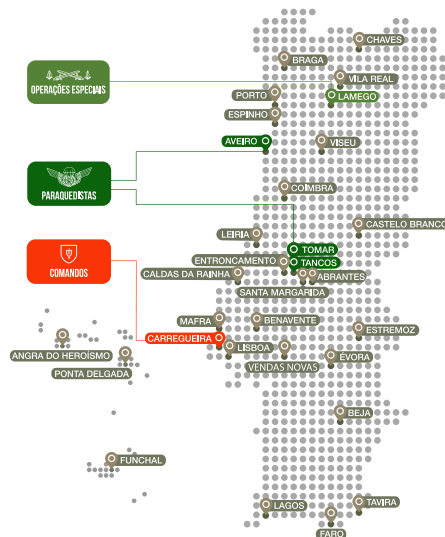 CHAVES
BRAGA
OPERAÇÕES ESPECIAIS
VILA REAL
PORTO
LAMEGO
ESPINHO
AVEIRO
VISEU
PARAQUEDISTAS
COÍMBRA
CASTELO BRANCO
LEIRIA
TOMAR
ENTRONCAMENTO
TANCOS
COMANDOS
CALDAS DA RAINHA
ABRANTES
SANTA MARGARIDA
MAFRA
BENAVENTE
ESTREMOZ
CARREGUEIRA
LISBOA
ANGRA DO HEROÍSMO
ÉVORA
PONTA DELGADA
VENDAS NOVAS
BEJA
FUNCHAL
LAGOS
TAVIRA
FARO